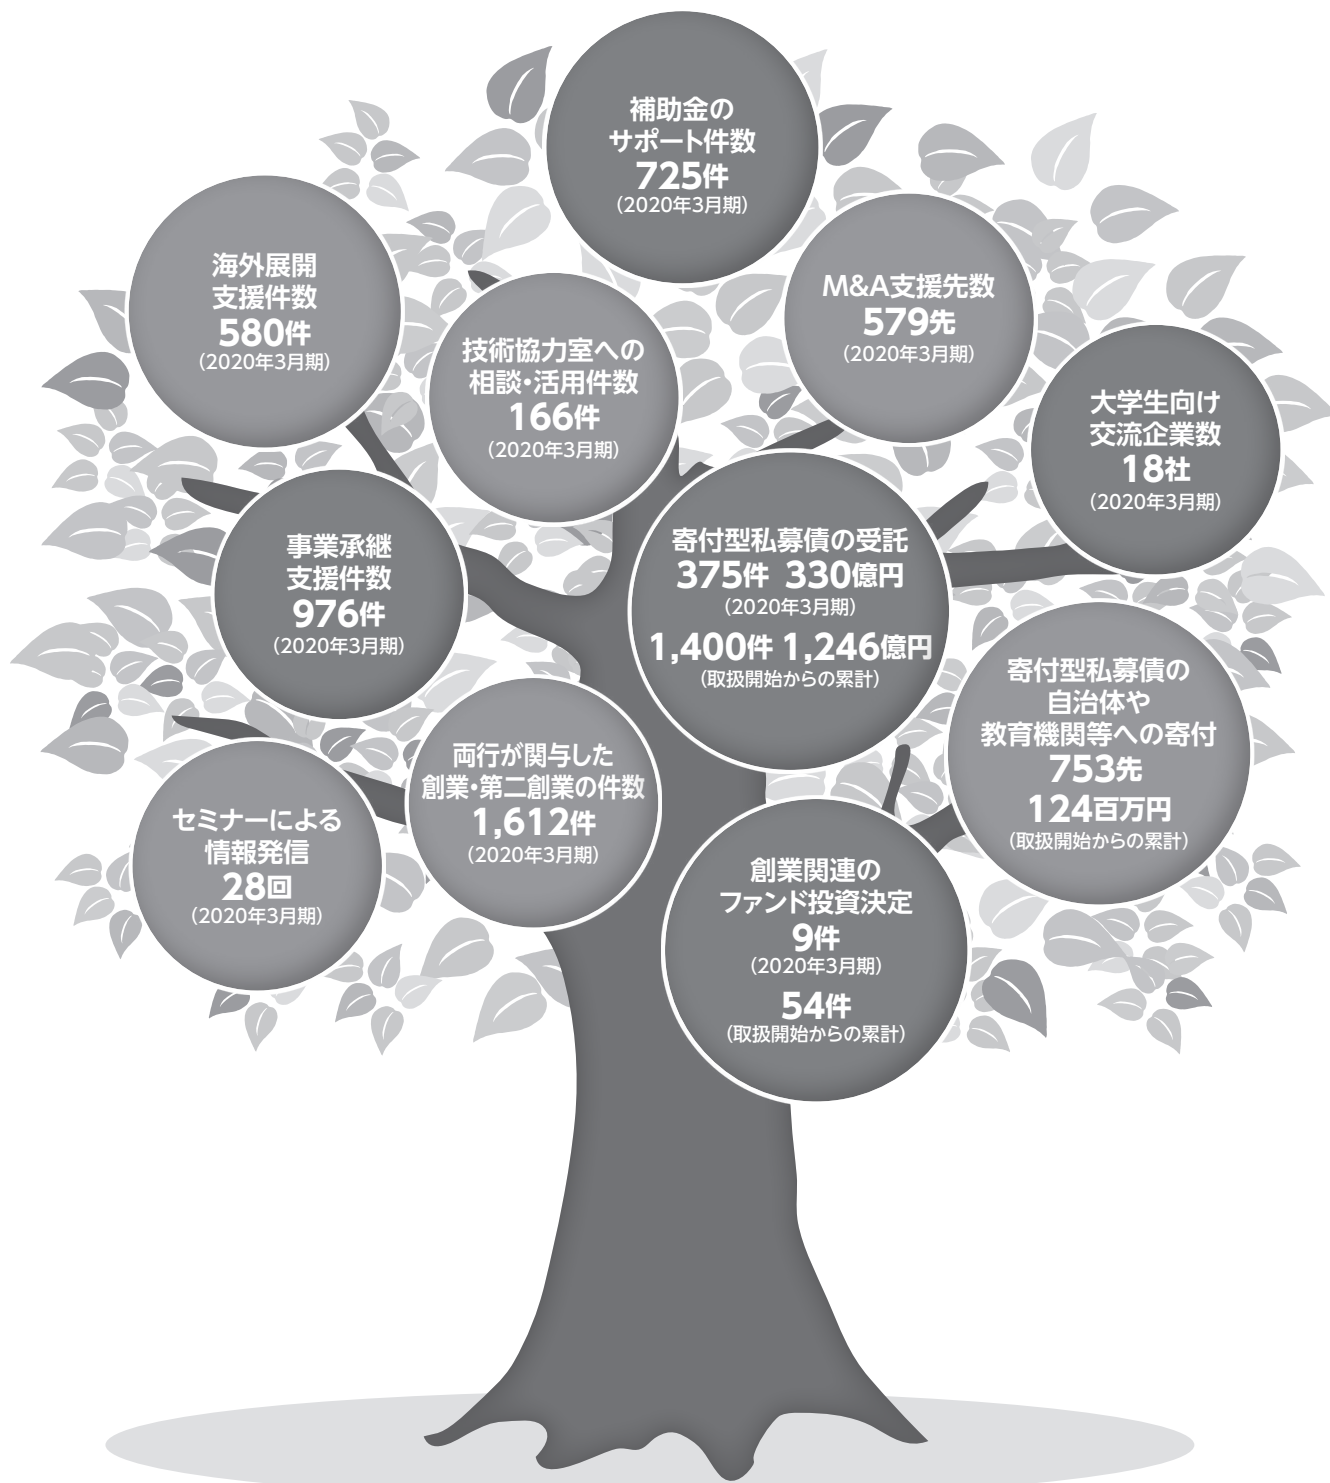 補助金の
サポート件数
725件
(2020年3月期)
海外展開
支援件数
580件
(2020年3月期)
技術協力室への
相談・活用件数
166件
(2020年3月期)
M&A支援先数
579先
(2020年3月期)
大学生向け
交流企業数
18社
(2020年3月期)
事業承継
支援件数
976件
(2020年3月期)
寄付型私募債の受託
375件 330億円
(2020年3月期)
1,400件 1,246億円
(取扱開始からの累計)
寄付型私募債の
自治体や
教育機関等への寄付
753先
124百万円
(取扱開始からの累計)
両行が関与した
創業・第二創業の件数
1,612件
(2020年3月期)
セミナーによる
情報発信
28回
(2020年3月期)
創業関連の
ファンド投資決定
9件
(2020年3月期)
54件
(取扱開始からの累計)